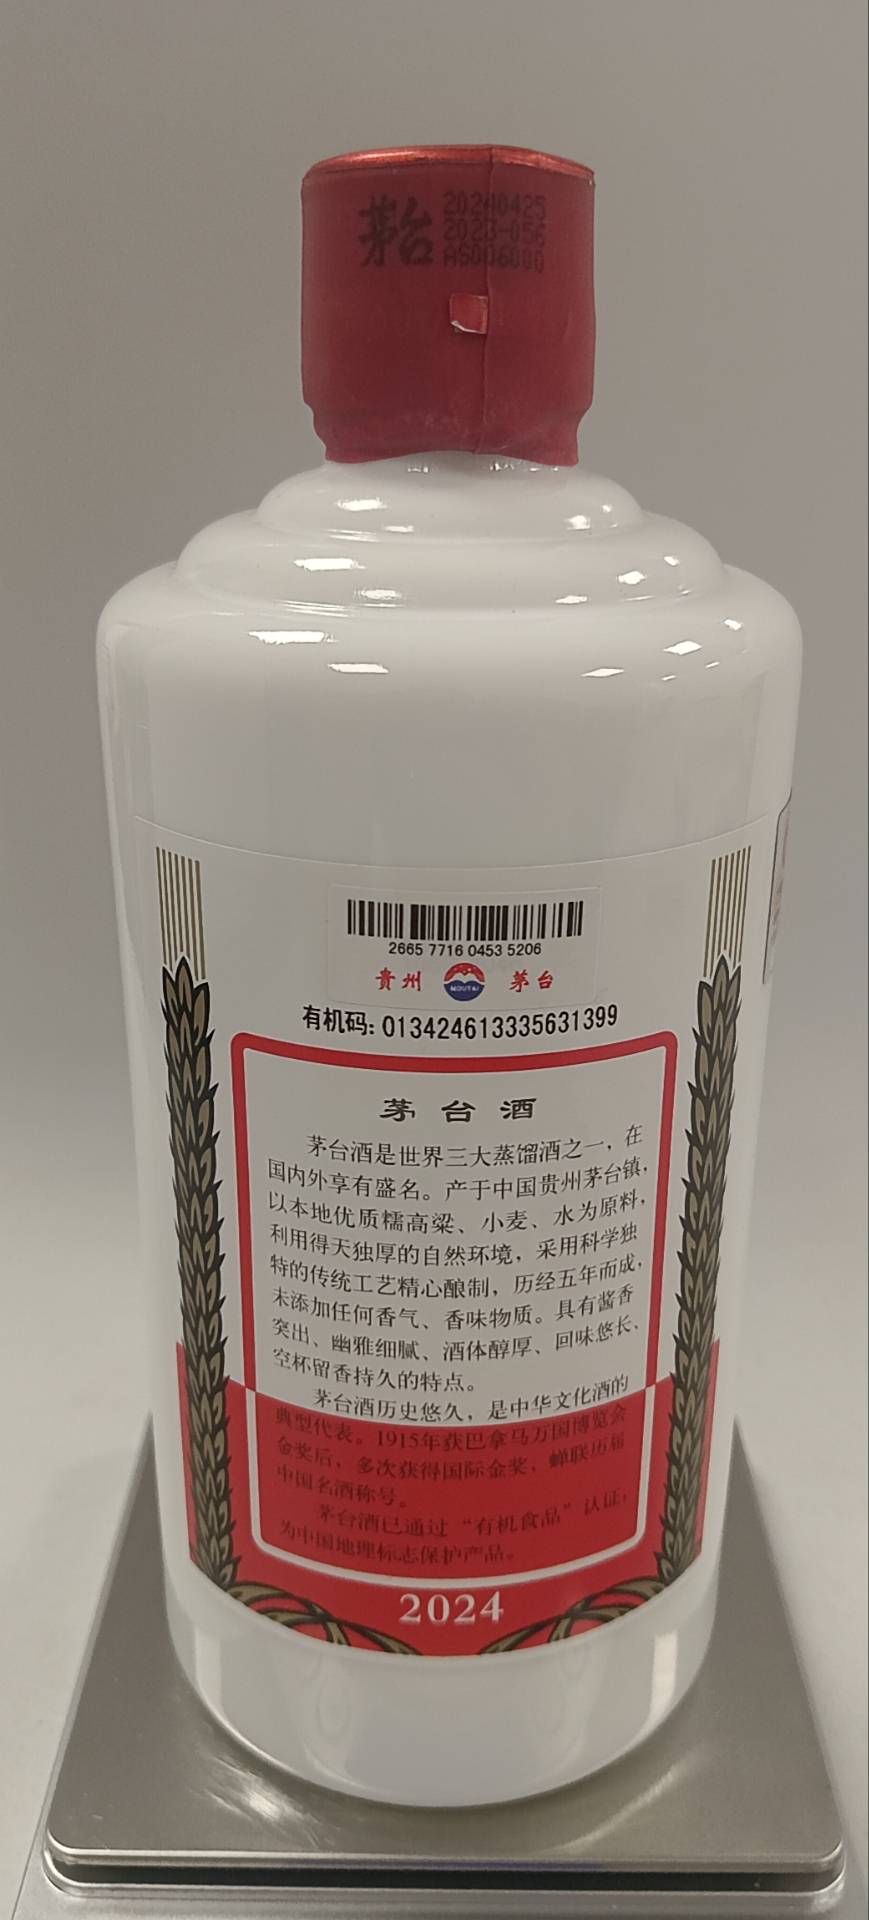 茅台
20240425
2023-056
AS006000
2665 7716 0453 5206
贵州
MOUTAI
茅台
有机码: 013424613335631399
茅台酒
茅台酒是世界三大蒸馏酒之一，在
国内外享有盛名。产于中国贵州茅台镇，
以本地优质糯高粱、小麦、水为原料，
利用得天独厚的自然环境，采用科学独
特的传统工艺精心酿制，历经五年而成，
未添加任何香气、香味物质。具有酱香
突出、幽雅细腻、酒体醇厚、回味悠长、
空杯留香持久的特点。
茅台酒历史悠久，是中华文化酒的
典型代表。1915年获巴拿马万国博览会
金奖后，多次获得国际金奖，蝉联历届
中国名酒称号。
茅台酒已通过“有机食品”认证，
为中国地理标志保护产品。
2024